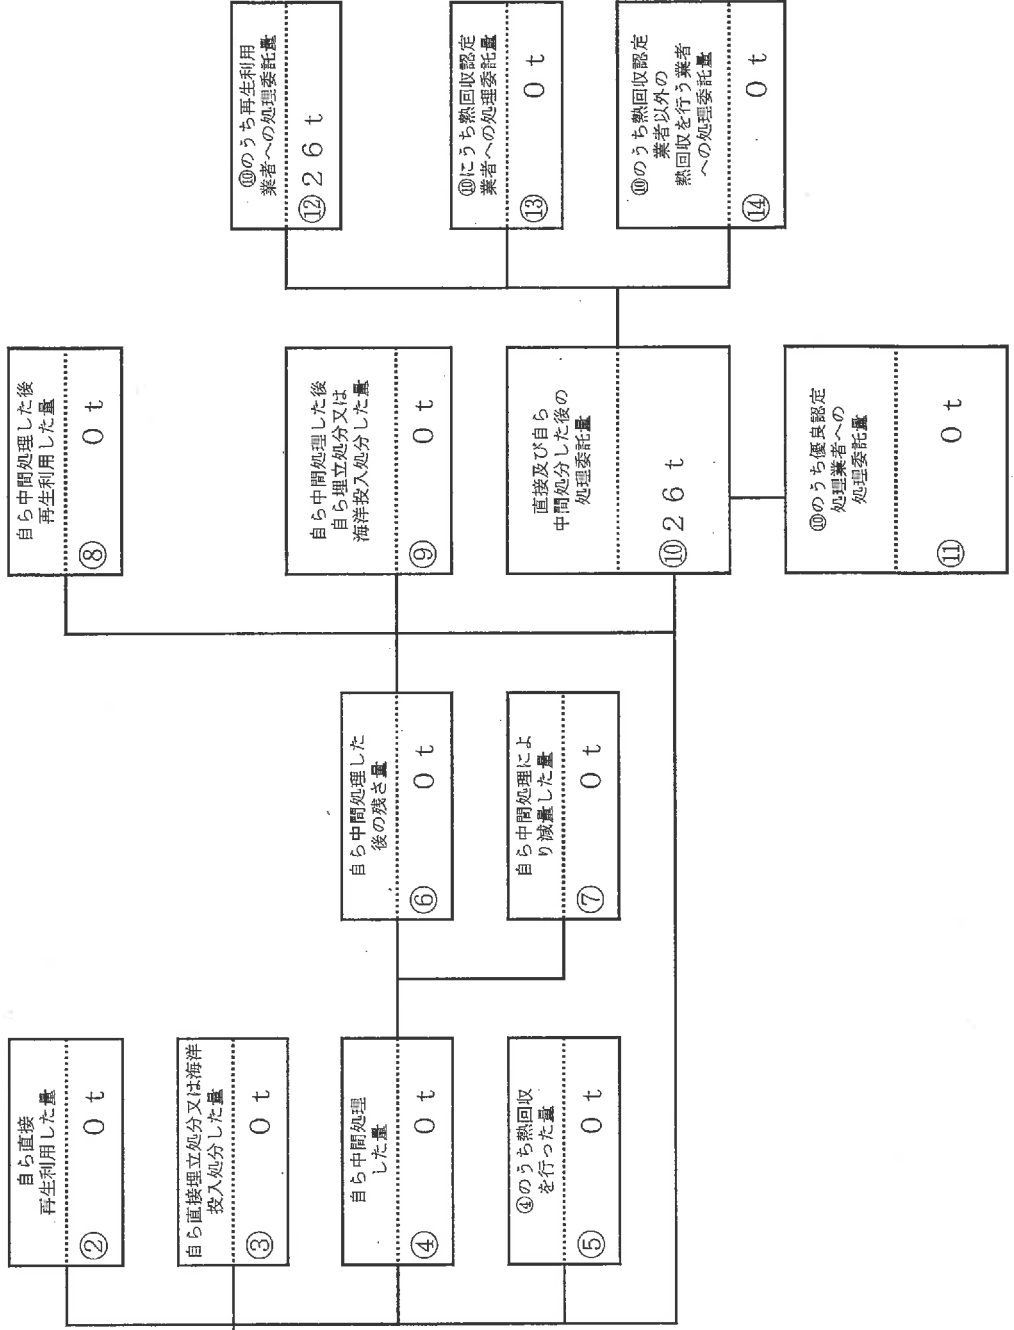 自ら直接
再生利用した量
②
0 t
自ら直接埋立処分又は海洋
投入処分した量
③
0 t
自ら中間処理
した量
④
0 t
④のうち熱回収
を行った量
⑤
0 t
自ら中間処理した
後の残さ量
⑥
0 t
自ら中間処理によ
り減量した量
⑦
0 t
自ら中間処理した後
再生利用した量
⑧
0 t
自ら中間処理した後
自ら埋立処分又は
海洋投入処分した量
⑨
0 t
直接及び自ら
中間処分した後の
処理委託量
⑩26 t
⑩のうち優良認定
処理業者への
処理委託量
⑪
0 t
⑩のうち再生利用
業者への処理委託量
⑫26 t
⑩にうち熱回収認定
業者への処理委託量
⑬
0 t
⑩のうち熱回収認定
業者以外の
熱回収を行う業者
への処理委託量
⑭
0 t